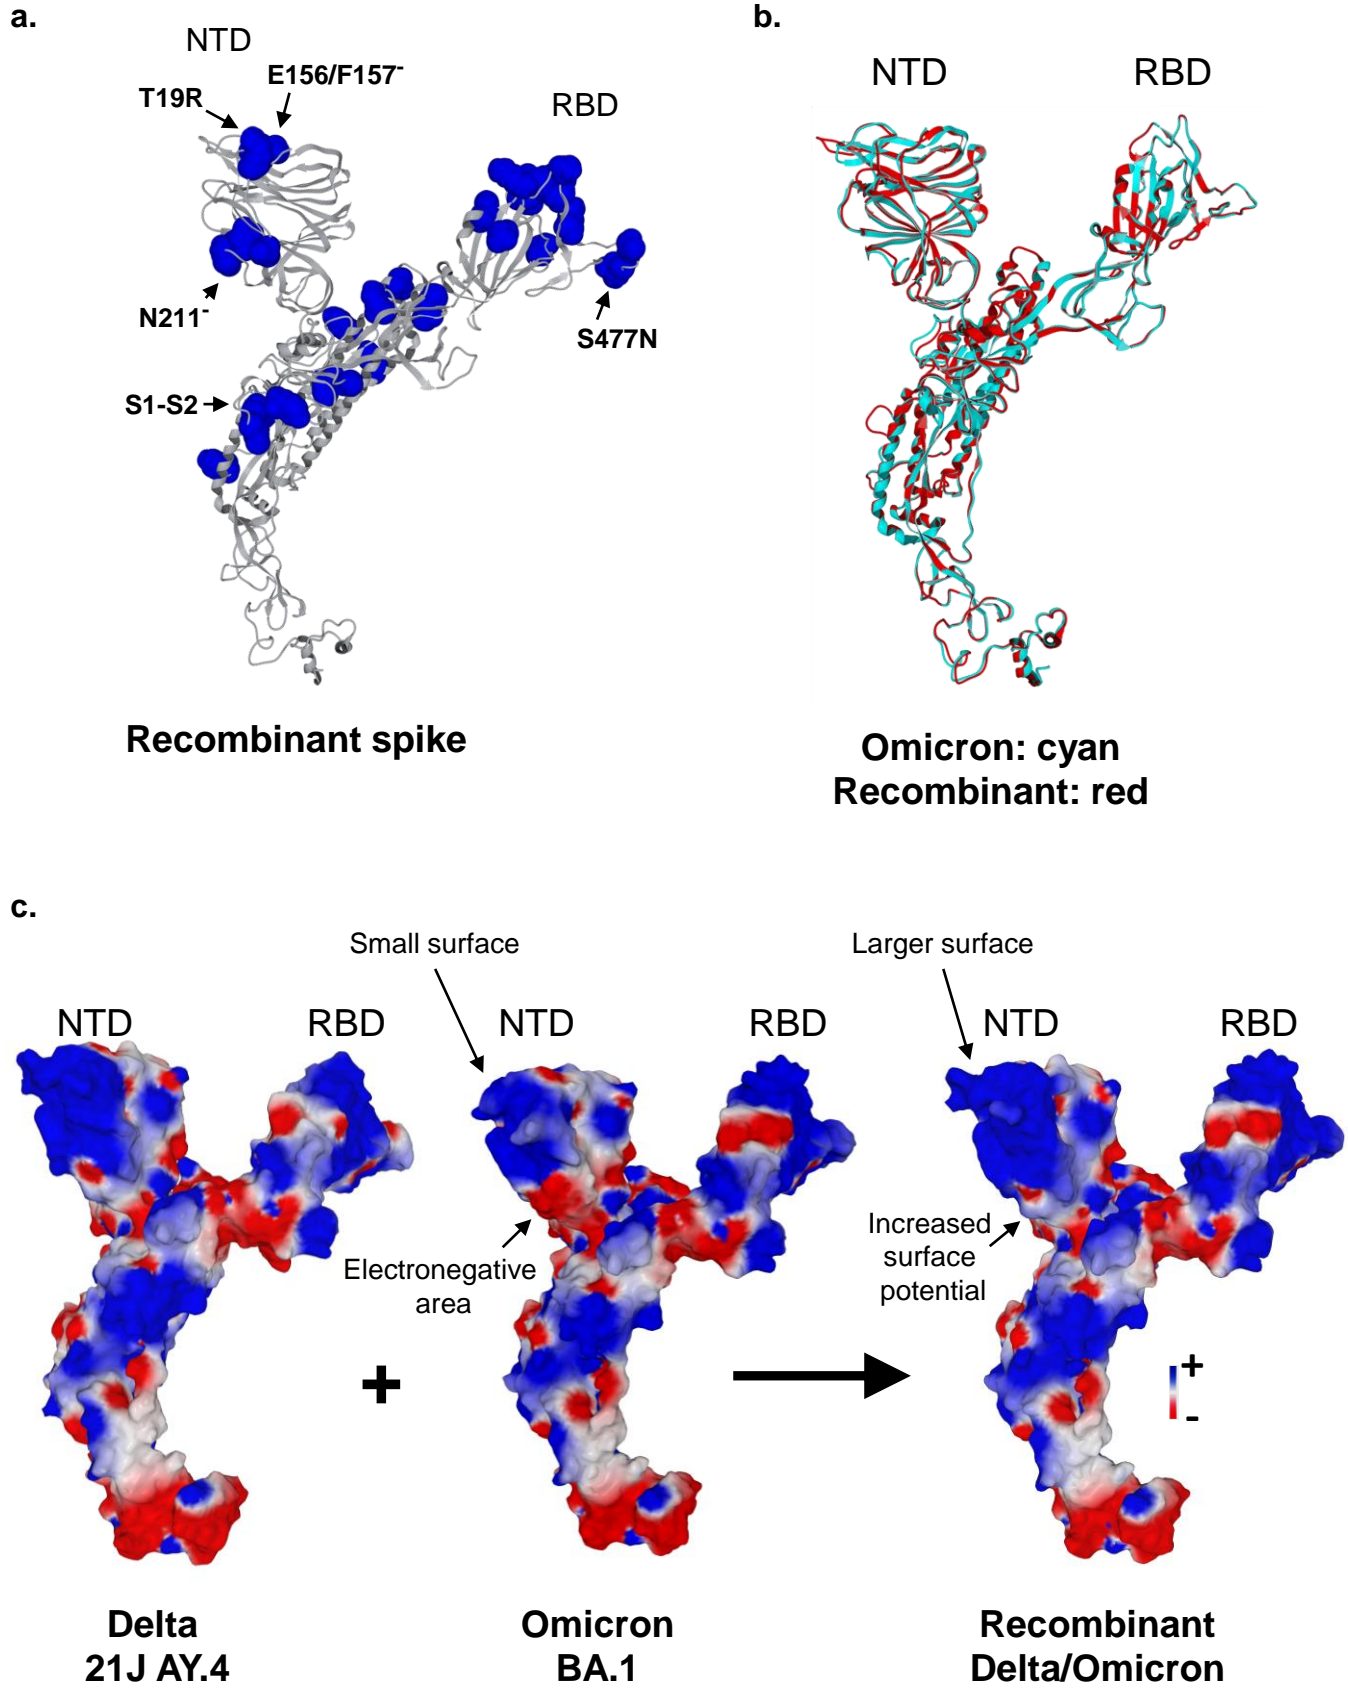 a.
NTD
E156/F157-
T19R
RBD
N211-
S477N
S1-S2
Recombinant spike
b.
NTD
RBD
Omicron: cyan
Recombinant: red
c.
Small surface
Larger surface
NTD
RBD
NTD
RBD
NTD
RBD
Electronegative
area
Increased
surface
potential
+
+
-
Delta
21J AY.4
Omicron
BA.1
Recombinant
Delta/Omicron